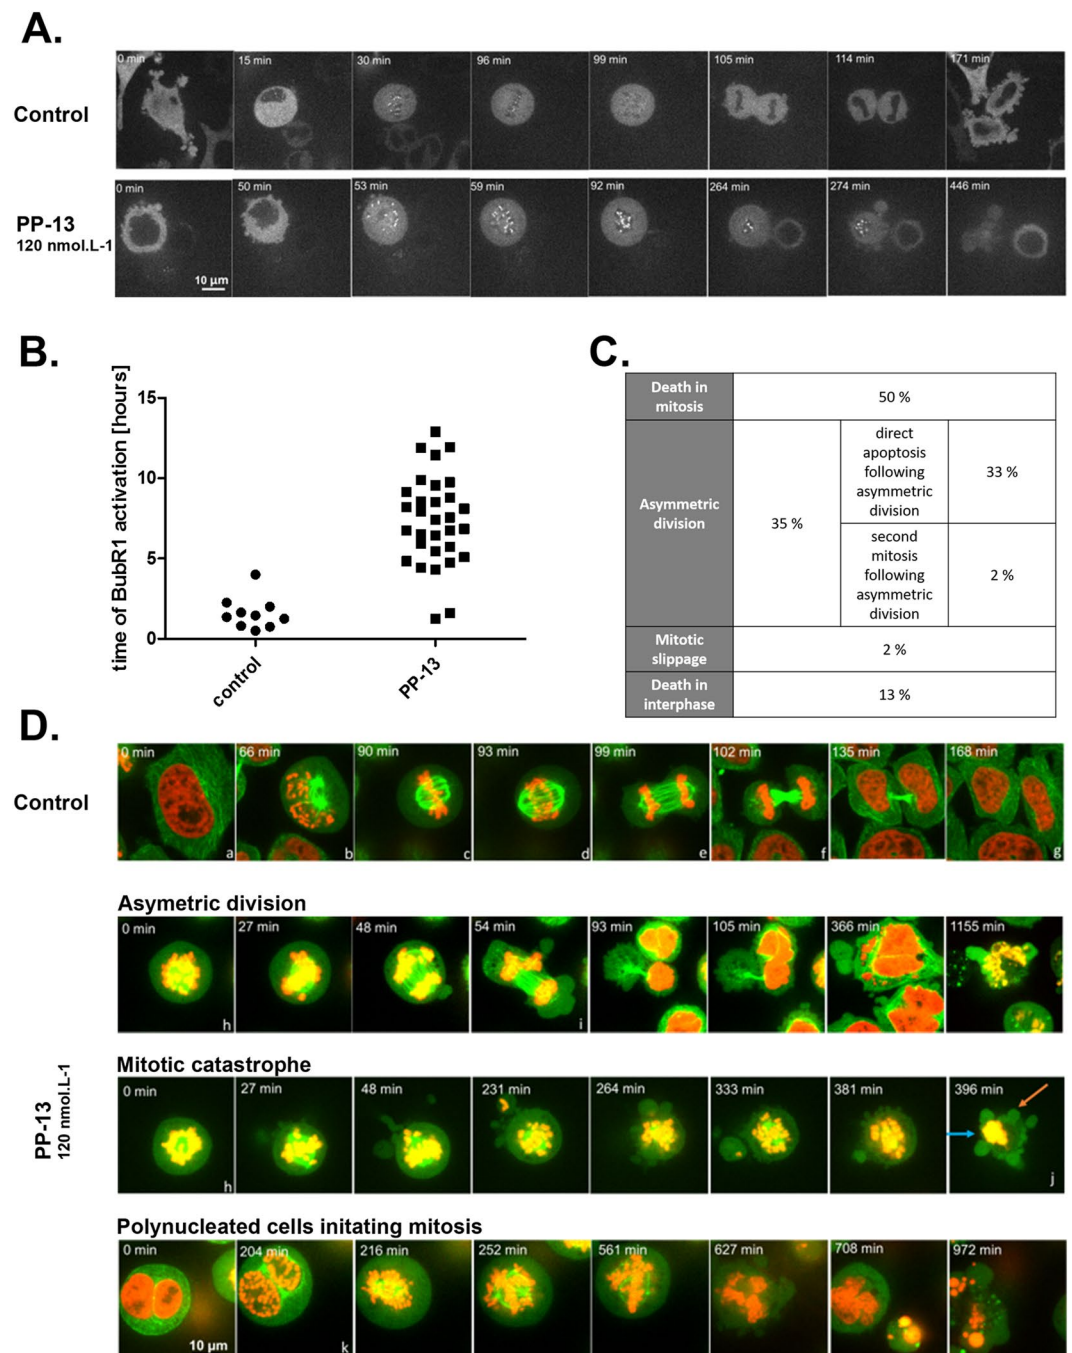 A.
Control
0 min
15 min
30 min
96 min
99 min
105 min
114 min
171 min
PP-13
120 nmol.L-1
0 min
50 min
53 min
59 min
92 min
264 min
274 min
446 min
10 µm
B.
time of BubR1 activation [hours]
15
10
5
0
control
PP-13
C.
Death in
mitosis
50 %
Asymmetric
division
35 %
direct
apoptosis
following
asymmetric
division
33 %
second
mitosis
following
asymmetric
division
2 %
Mitotic
slippage
2 %
Death in
interphase
13 %
D.
Control
0 min
66 min
90 min
93 min
99 min
102 min
135 min
168 min
a
b
c
d
e
f
g
PP-13
120 nmol.L-1
Asymetric division
0 min
27 min
48 min
54 min
93 min
105 min
366 min
1155 min
h
i
Mitotic catastrophe
0 min
27 min
48 min
231 min
264 min
333 min
381 min
396 min
h
j
Polynucleated cells initating mitosis
0 min
204 min
216 min
252 min
561 min
627 min
708 min
972 min
10 µm
k